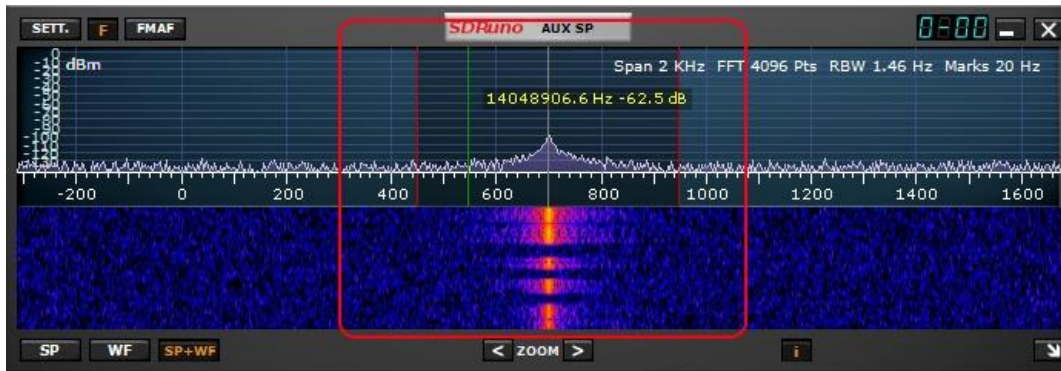 SETT. F FMAF SDRuno AUX SP 0-00
dBm Span 2 KHz FFT 4096 Pts RBW 1.46 Hz Marks 20 Hz
14048906.6 Hz -62.5 dB
-200 0 200 400 600 800 1000 1200 1400 1600
SP WF SP+WF < ZOOM > i